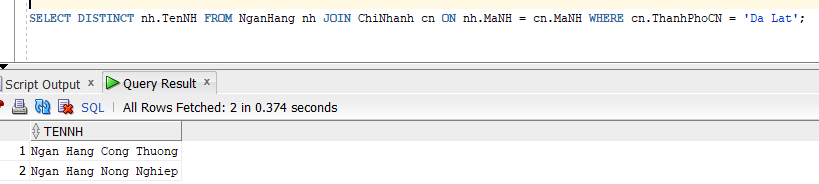 SELECT DISTINCT nh.TenNH FROM NganHang nh JOIN ChiNhanh cn ON nh.MaNH = cn.MaNH WHERE cn.ThanhPhoCN = 'Da Lat';
Script Output x Query Result x
SQL | All Rows Fetched: 2 in 0.374 seconds
TENNH
1 Ngan Hang Cong Thuong
2 Ngan Hang Nong Nghiep